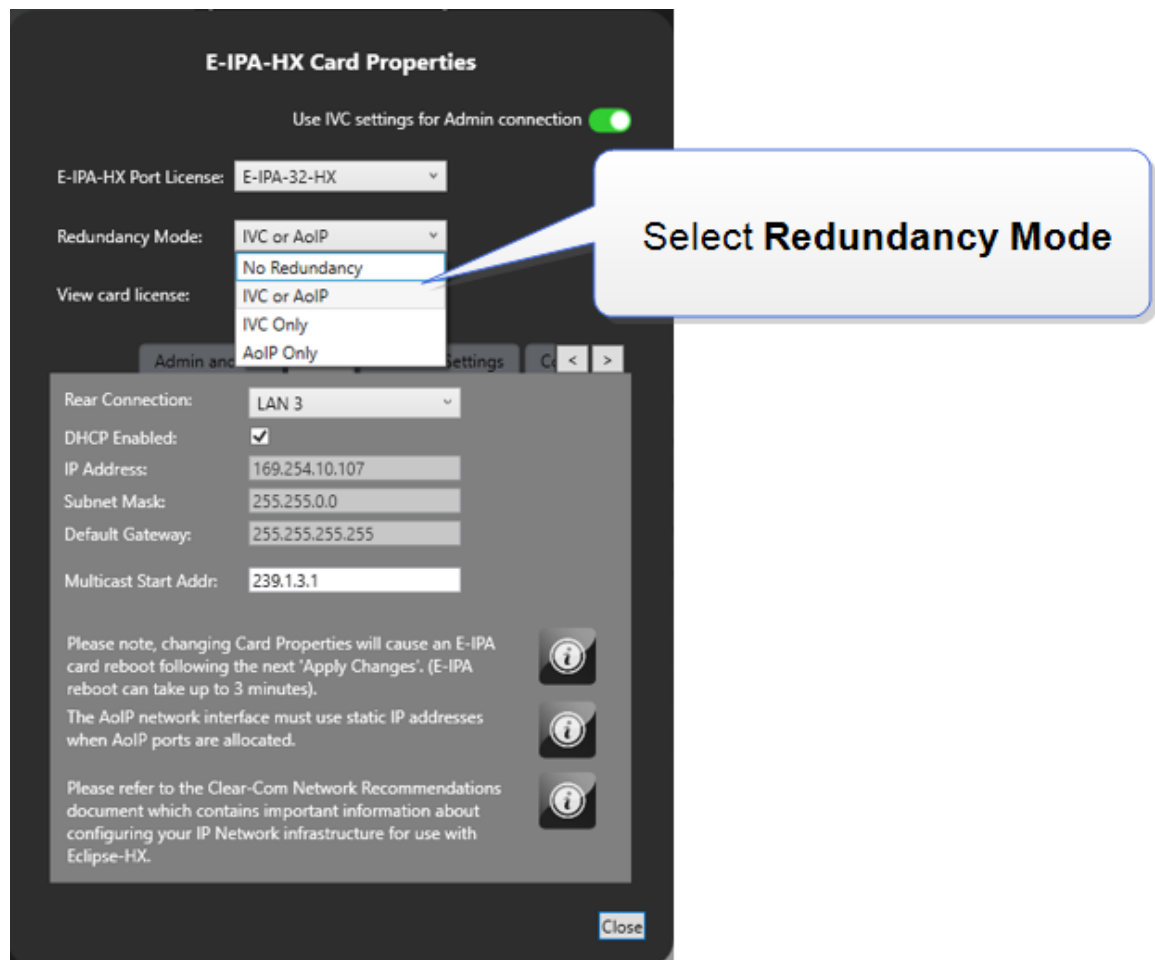 E-IPA-HX Card Properties
Use IVC settings for Admin connection
E-IPA-HX Port License: E-IPA-32-HX
Redundancy Mode: IVC or AoIP
Select Redundancy Mode
No Redundancy
View card license: IVC or AoIP
IVC Only
AoIP Only
Admin and Settings < >
Rear Connection: LAN 3
DHCP Enabled:
IP Address: 169.254.10.107
Subnet Mask: 255.255.0.0
Default Gateway: 255.255.255.255
Multicast Start Addr: 239.1.3.1
Please note, changing Card Properties will cause an E-IPA
card reboot following the next 'Apply Changes'. (E-IPA
reboot can take up to 3 minutes).
The AoIP network interface must use static IP addresses
when AoIP ports are allocated.
Please refer to the Clear-Com Network Recommendations
document which contains important information about
configuring your IP Network infrastructure for use with
Eclipse-HX.
Close